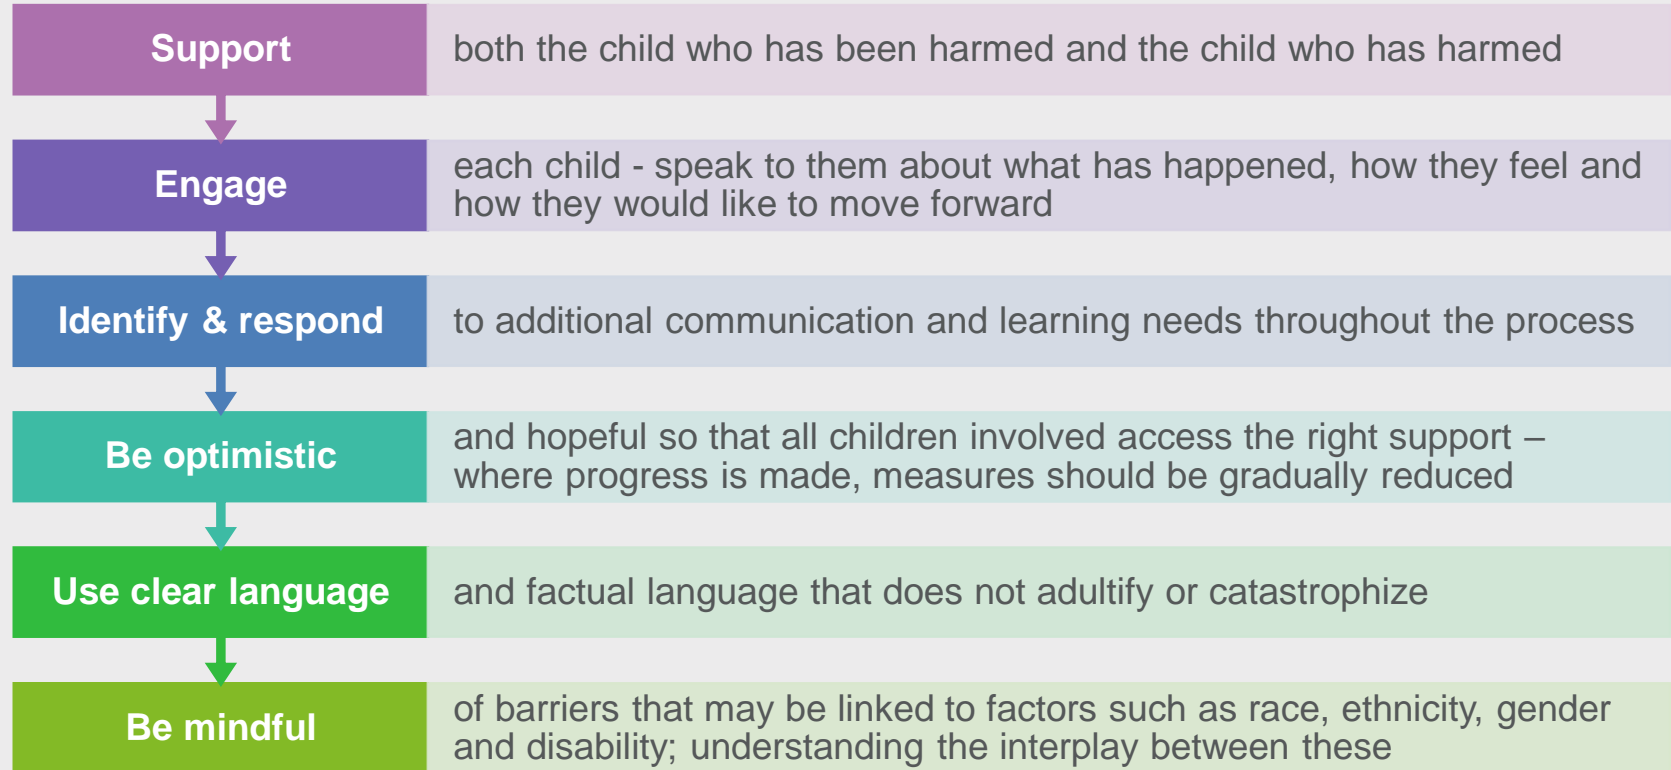 Support
both the child who has been harmed and the child who has harmed
Engage
each child - speak to them about what has happened, how they feel and
how they would like to move forward
Identify & respond
to additional communication and learning needs throughout the process
Be optimistic
and hopeful so that all children involved access the right support –
where progress is made, measures should be gradually reduced
Use clear language
and factual language that does not adultify or catastrophize
Be mindful
of barriers that may be linked to factors such as race, ethnicity, gender
and disability; understanding the interplay between these